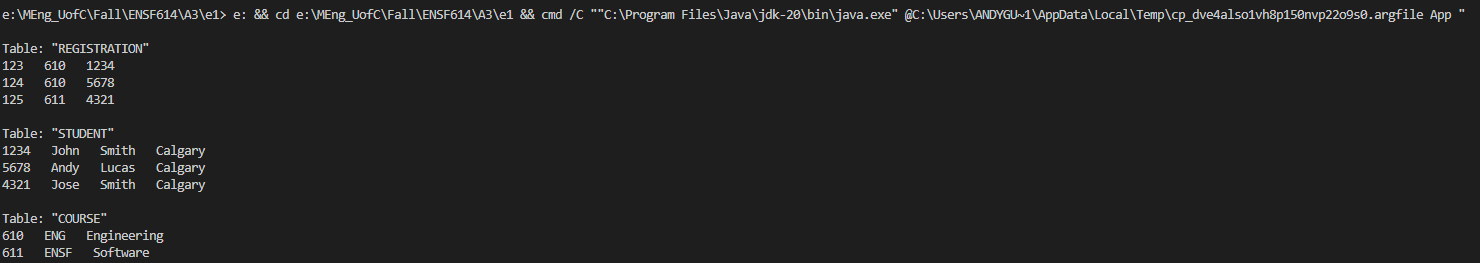 e:\MEng_UofC\Fall\ENSF614\A3\e1> e: && cd e:\MEng_UofC\Fall\ENSF614\A3\e1 && cmd /C ""C:\Program Files\Java\jdk-20\bin\java.exe" @C:\Users\ANDYGU~1\AppData\Local\Temp\cp_dve4also1vh8p150nvp22o9s0.argfile App "
Table: "REGISTRATION"
123 610 1234
124 610 5678
125 611 4321
Table: "STUDENT"
1234 John Smith Calgary
5678 Andy Lucas Calgary
4321 Jose Smith Calgary
Table: "COURSE"
610 ENG Engineering
611 ENSF Software